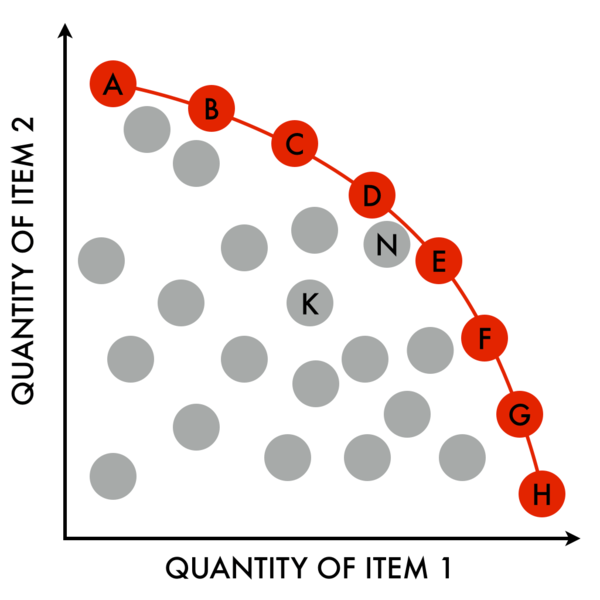 A
B
C
D
N
E
K
F
G
H
QUANTITY OF ITEM 2
QUANTITY OF ITEM 1